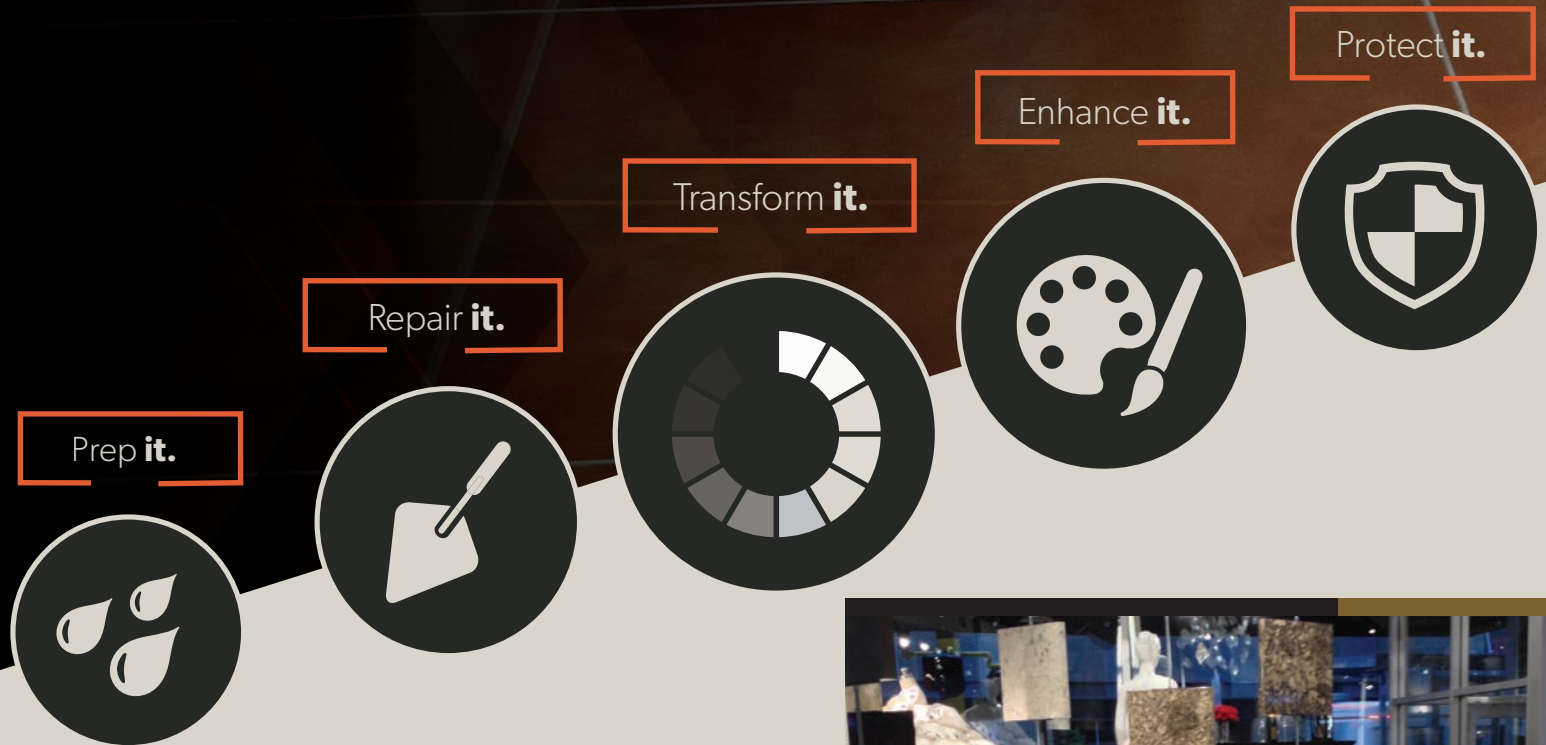 Prep it.
Repair it.
Transform it.
Enhance it.
Protect it.